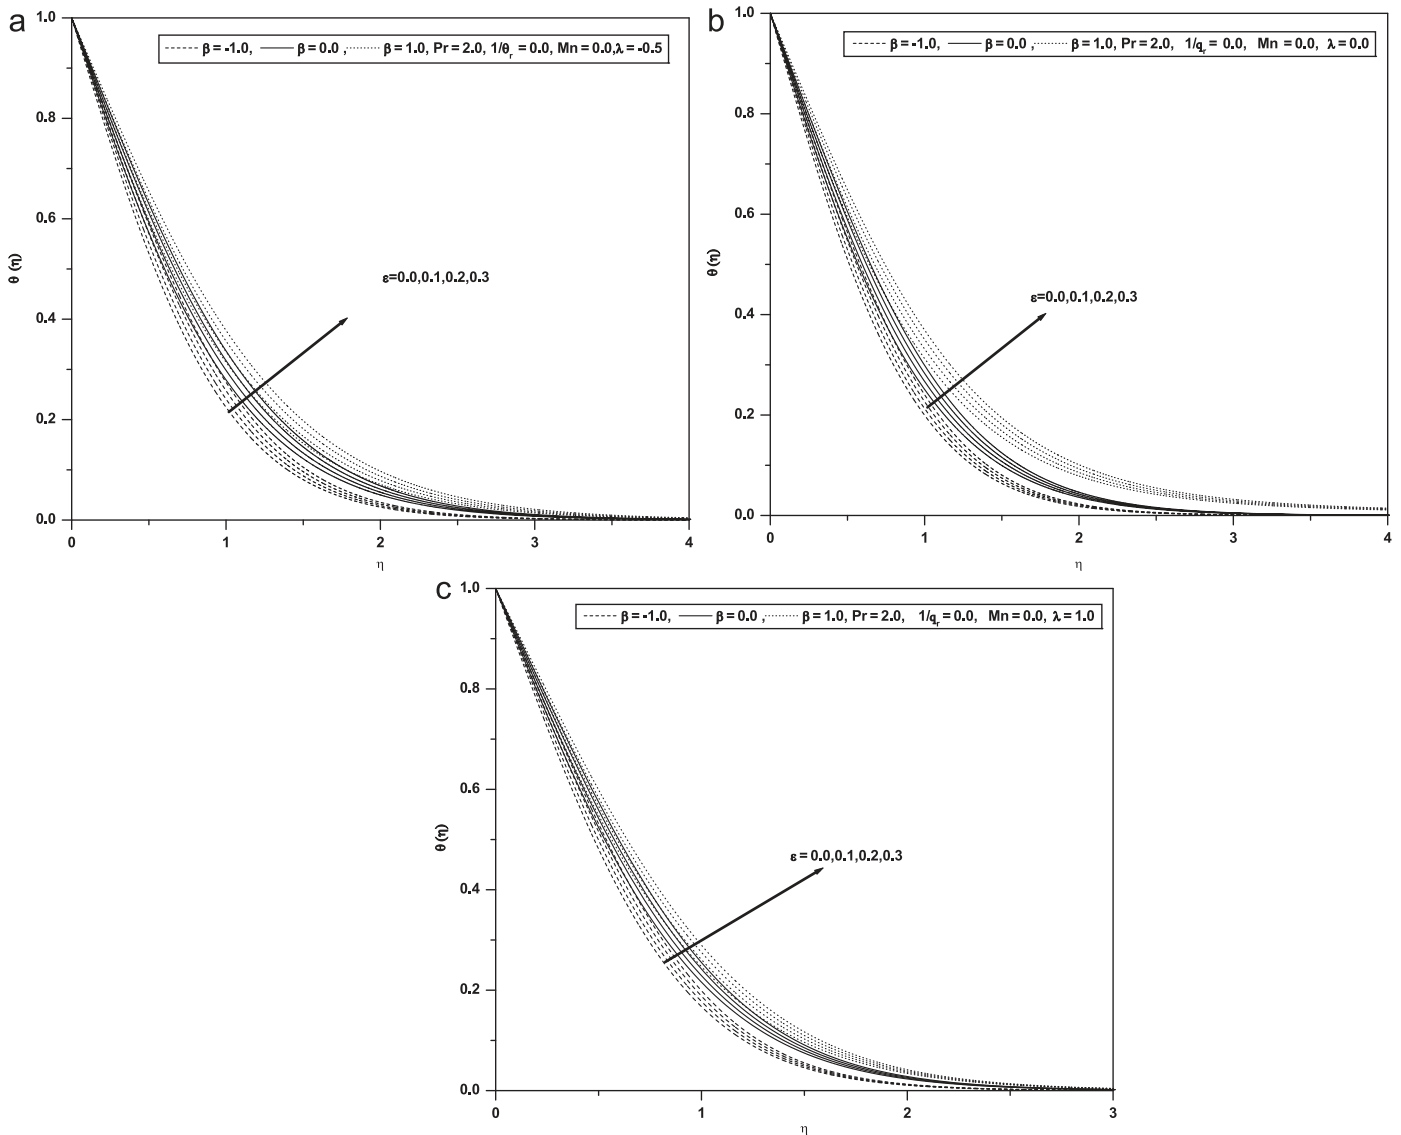 a
β = -1.0, β = 0.0 , β = 1.0, Pr = 2.0, 1/θr = 0.0, Mn = 0.0,λ = -0.5
1.0
0.8
0.6
0.4
0.2
0.0
θ (η)
ε=0.0,0.1,0.2,0.3
0 1 2 3 4
η
b
β = -1.0, β = 0.0 , β = 1.0, Pr = 2.0, 1/qr = 0.0, Mn = 0.0, λ = 0.0
1.0
0.8
0.6
0.4
0.2
0.0
θ (η)
ε=0.0,0.1,0.2,0.3
0 1 2 3 4
η
c
β = -1.0, β = 0.0 , β = 1.0, Pr = 2.0, 1/qr = 0.0, Mn = 0.0, λ = 1.0
1.0
0.8
0.6
0.4
0.2
0.0
θ (η)
ε = 0.0,0.1,0.2,0.3
0 1 2 3
η